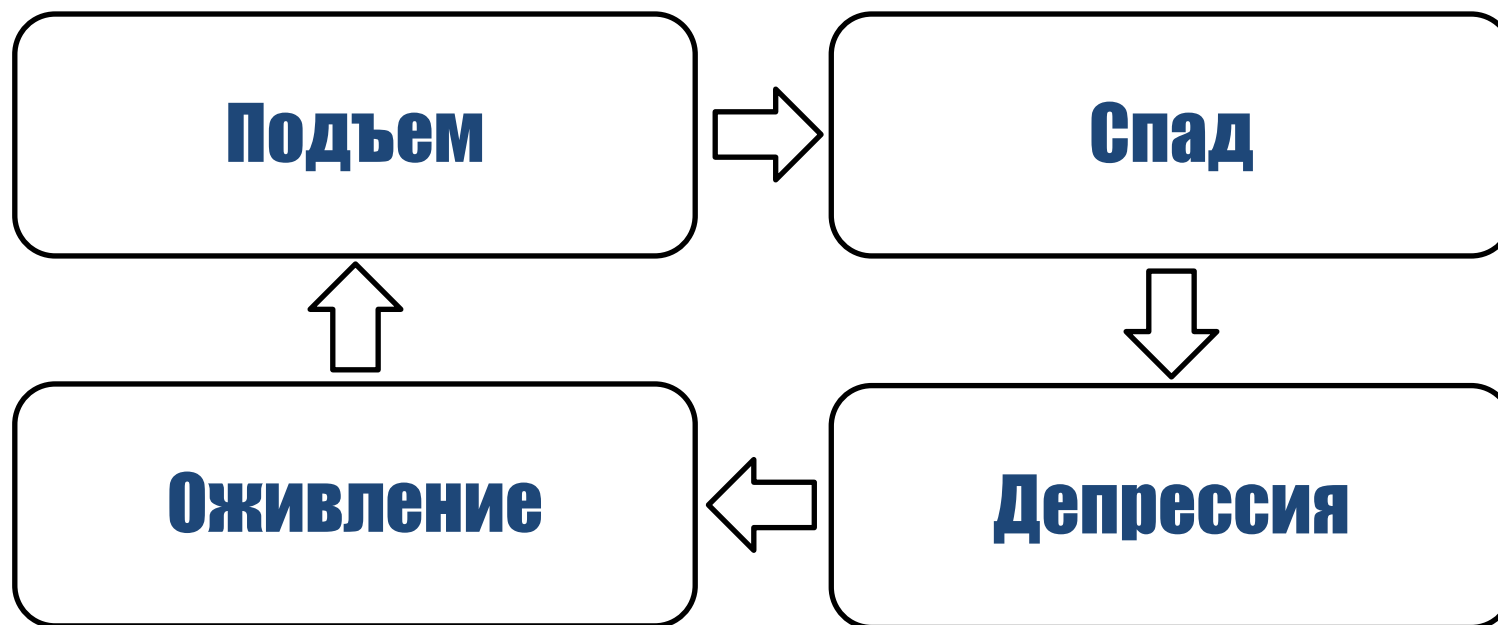 Подъем
Спад
Оживление
Депрессия